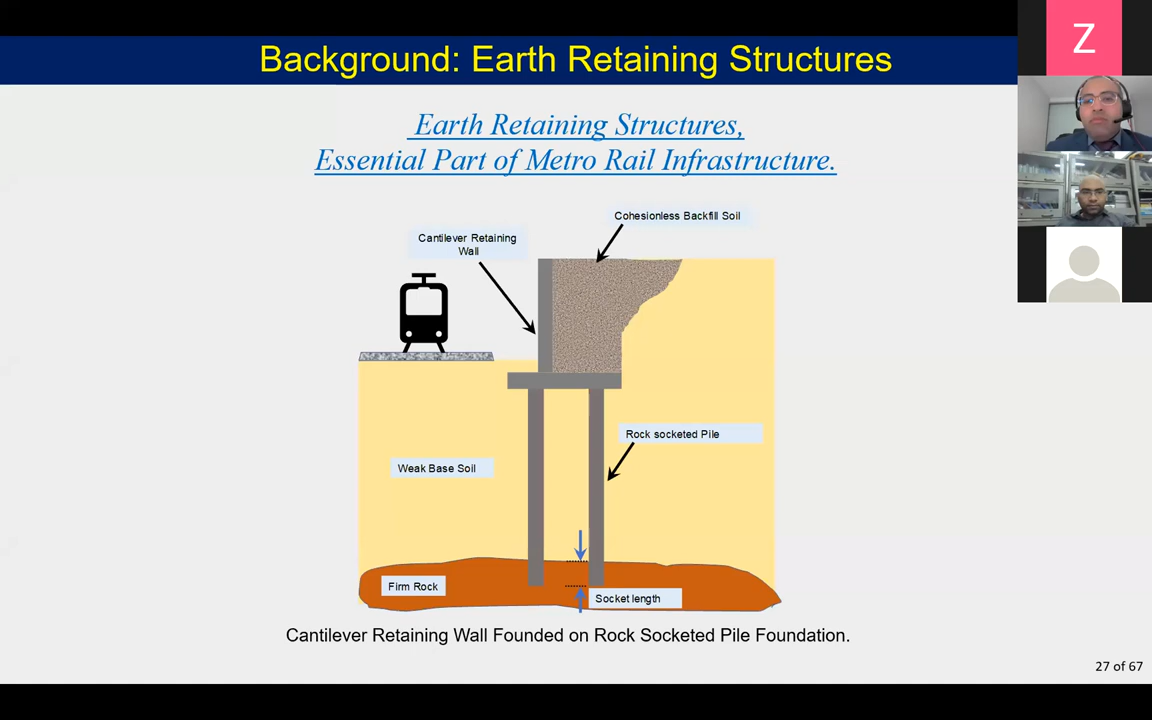 Background: Earth Retaining Structures
Earth Retaining Structures,
Essential Part of Metro Rail Infrastructure.
Cohesionless Backfill Soil
Cantilever Retaining
Wall
Rock socketed Pile
Weak Base Soil
Firm Rock
Socket length
Cantilever Retaining Wall Founded on Rock Socketed Pile Foundation.
27 of 67
Z